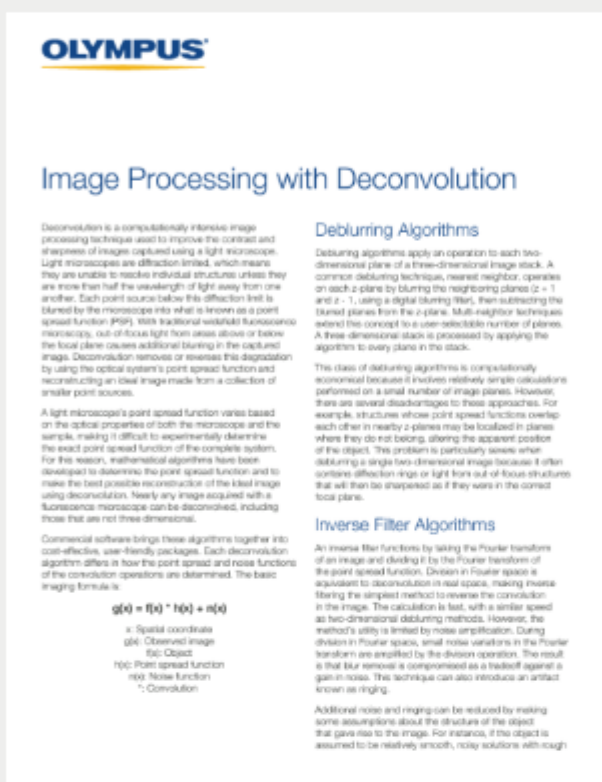 OLYMPUS
Image Processing with Deconvolution
Deconvolution is a computationally intensive image
processing technique used to improve the contrast and
sharpness of images captured using a light microscope.
Light microscopes are diffraction limited, which means
they are unable to resolve individual structures unless they
are more than half the wavelength of light away from one
another. Each point source below this diffraction limit is
blurred by the microscope into what is known as a point
spread function (PSF). With traditional widefield fluorescence
microscopy, out-of-focus light from areas above or below
the focal plane causes additional blurring in the captured
image. Deconvolution removes or reverses this degradation
by using the optical system's point spread function and
reconstructing an ideal image made from a collection of
smaller point sources.
A light microscope's point spread function varies based
on the optical properties of both the microscope and the
sample, making it difficult to experimentally determine
the exact point spread function of the complete system.
For this reason, mathematical algorithms have been
developed to determine the point spread function and to
make the best possible reconstruction of the ideal image
using deconvolution. Nearly any image acquired with a
fluorescence microscope can be deconvolved, including
those that are not three dimensional.
Commercial software brings these algorithms together into
cost-effective, user-friendly packages. Each deconvolution
algorithm differs in how the point spread and noise functions
of the convolution operations are determined. The basic
imaging formula is:
g(x) = f(x) * h(x) + n(x)
x: Spatial coordinate
g(x): Observed image
f(x): Object
h(x): Point spread function
n(x): Noise function
*: Convolution
Deblurring Algorithms
Deblurring algorithms apply an operation to each two-
dimensional plane of a three-dimensional image stack. A
common deblurring technique, nearest neighbor, operates
on each z-plane by blurring the neighboring planes (z + 1
and z - 1, using a digital blurring filter), then subtracting the
blurred planes from the z-plane. Multi-neighbor techniques
extend this concept to a user-selectable number of planes.
A three-dimensional stack is processed by applying the
algorithm to every plane in the stack.
This class of deblurring algorithms is computationally
economical because it involves relatively simple calculations
performed on a small number of image planes. However,
there are several disadvantages to these approaches. For
example, structures whose point spread functions overlap
each other in nearby z-planes may be localized in planes
where they do not belong, altering the apparent position
of the object. This problem is particularly severe when
deblurring a single two-dimensional image because it often
contains diffraction rings or light from out-of-focus structures
that will then be sharpened as if they were in the correct
focal plane.
Inverse Filter Algorithms
An inverse filter functions by taking the Fourier transform
of an image and dividing it by the Fourier transform of
the point spread function. Division in Fourier space is
equivalent to deconvolution in real space, making inverse
filtering the simplest method to reverse the convolution
in the image. The calculation is fast, with a similar speed
as two-dimensional deblurring methods. However, the
method's utility is limited by noise amplification. During
division in Fourier space, small noise variations in the Fourier
transform are amplified by the division operation. The result
is that blur removal is compromised as a tradeoff against a
gain in noise. This technique can also introduce an artifact
known as ringing.
Additional noise and ringing can be reduced by making
some assumptions about the structure of the object
that gave rise to the image. For instance, if the object is
assumed to be relatively smooth, noisy solutions with rough